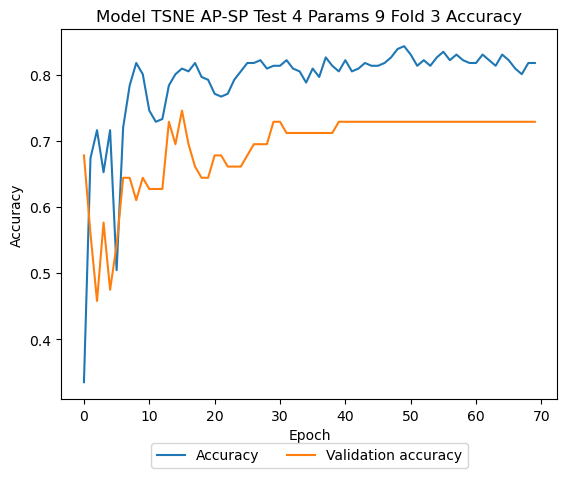 Model TSNE AP-SP Test 4 Params 9 Fold 3 Accuracy
Accuracy
0.8
0.7
0.6
0.5
0.4
0 10 20 30 40 50 60 70
Epoch
Accuracy Validation accuracy